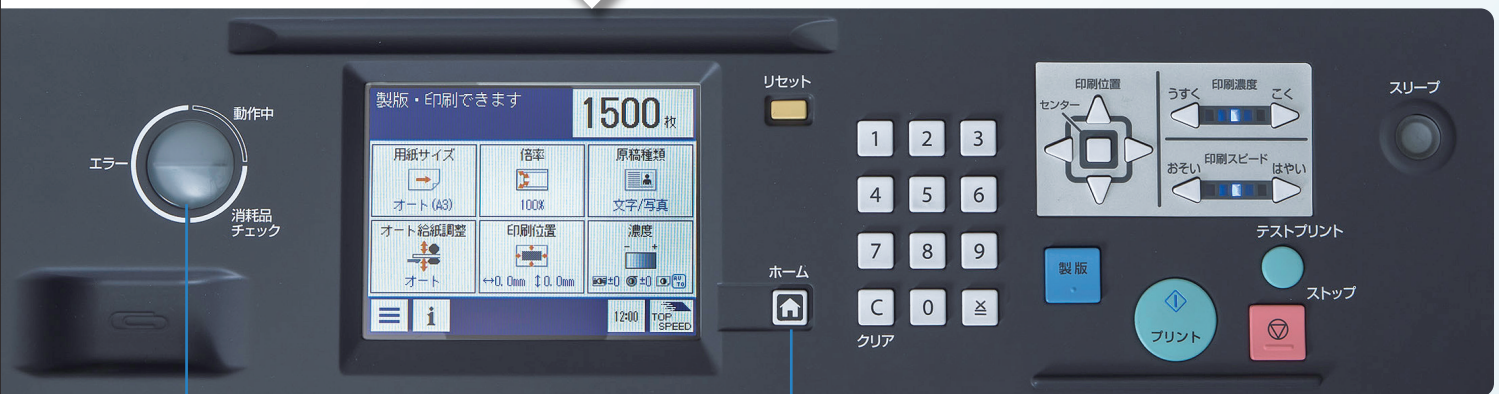 動作中
エラー
消耗品
チェック
製版・印刷できます
1500枚
用紙サイズ
オート(A3)
倍率
100%
原稿種類
文字/写真
オート給紙調整
オート
印刷位置
↔0.0mm ↕0.0mm
濃度
- +
±0 ±0 AUTO
i
12:00
TOP
SPEED
リセット
ホーム
1 2 3
4 5 6
7 8 9
C 0 ×
クリア
印刷位置
センター
印刷濃度
うすく こく
印刷スピード
おそい はやい
スリープ
製版
プリント
テストプリント
ストップ